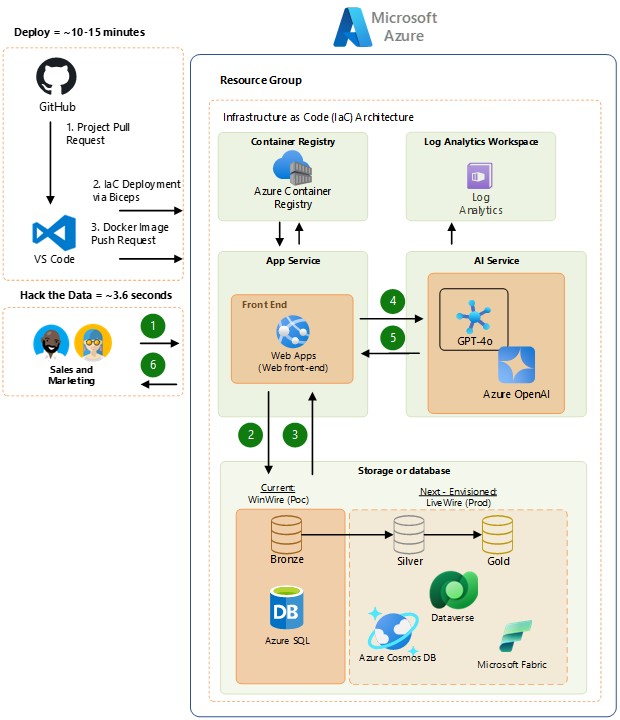 Microsoft
Azure
Deploy = ~10-15 minutes
GitHub
1. Project Pull
Request
2. IaC Deployment
via Biceps
3. Docker Image
Push Request
VS Code
Hack the Data = ~3.6 seconds
Sales and
Marketing
1
6
Resource Group
Infrastructure as Code (IaC) Architecture
Container Registry
Azure Container
Registry
Log Analytics Workspace
Log
Analytics
App Service
Front End
Web Apps
(Web front-end)
4
5
AI Service
GPT-4o
Azure OpenAI
2
3
Storage or database
Current:
WinWire (Poc)
Next - Envisioned:
LiveWire (Prod)
Bronze
Silver
Gold
DB
Azure SQL
Dataverse
Azure Cosmos DB
Microsoft Fabric